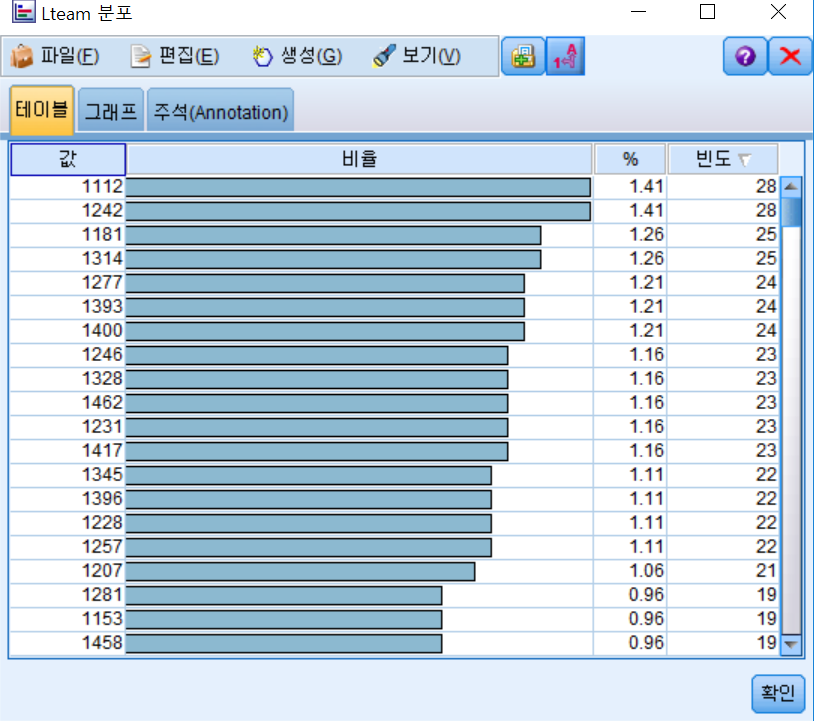 Lteam 분포
파일(F) 편집(E) 생성(G) 보기(V)
테이블 그래프 주석(Annotation)
값 비율 % 빈도
1112 1.41 28
1242 1.41 28
1181 1.26 25
1314 1.26 25
1277 1.21 24
1393 1.21 24
1400 1.21 24
1246 1.16 23
1328 1.16 23
1462 1.16 23
1231 1.16 23
1417 1.16 23
1345 1.11 22
1396 1.11 22
1228 1.11 22
1257 1.11 22
1207 1.06 21
1281 0.96 19
1153 0.96 19
1458 0.96 19
확인